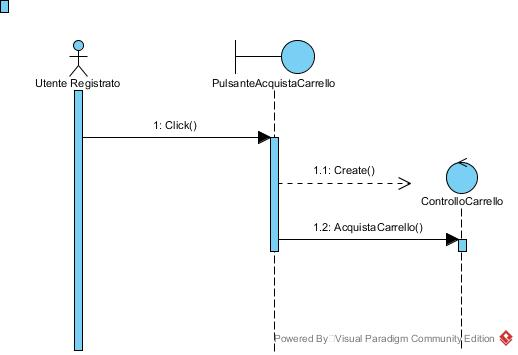 Utente Registrato
PulsanteAcquistaCarrello
1: Click()
1.1: Create()
ControlloCarrello
1.2: AcquistaCarrello()
Powered By Visual Paradigm Community Edition